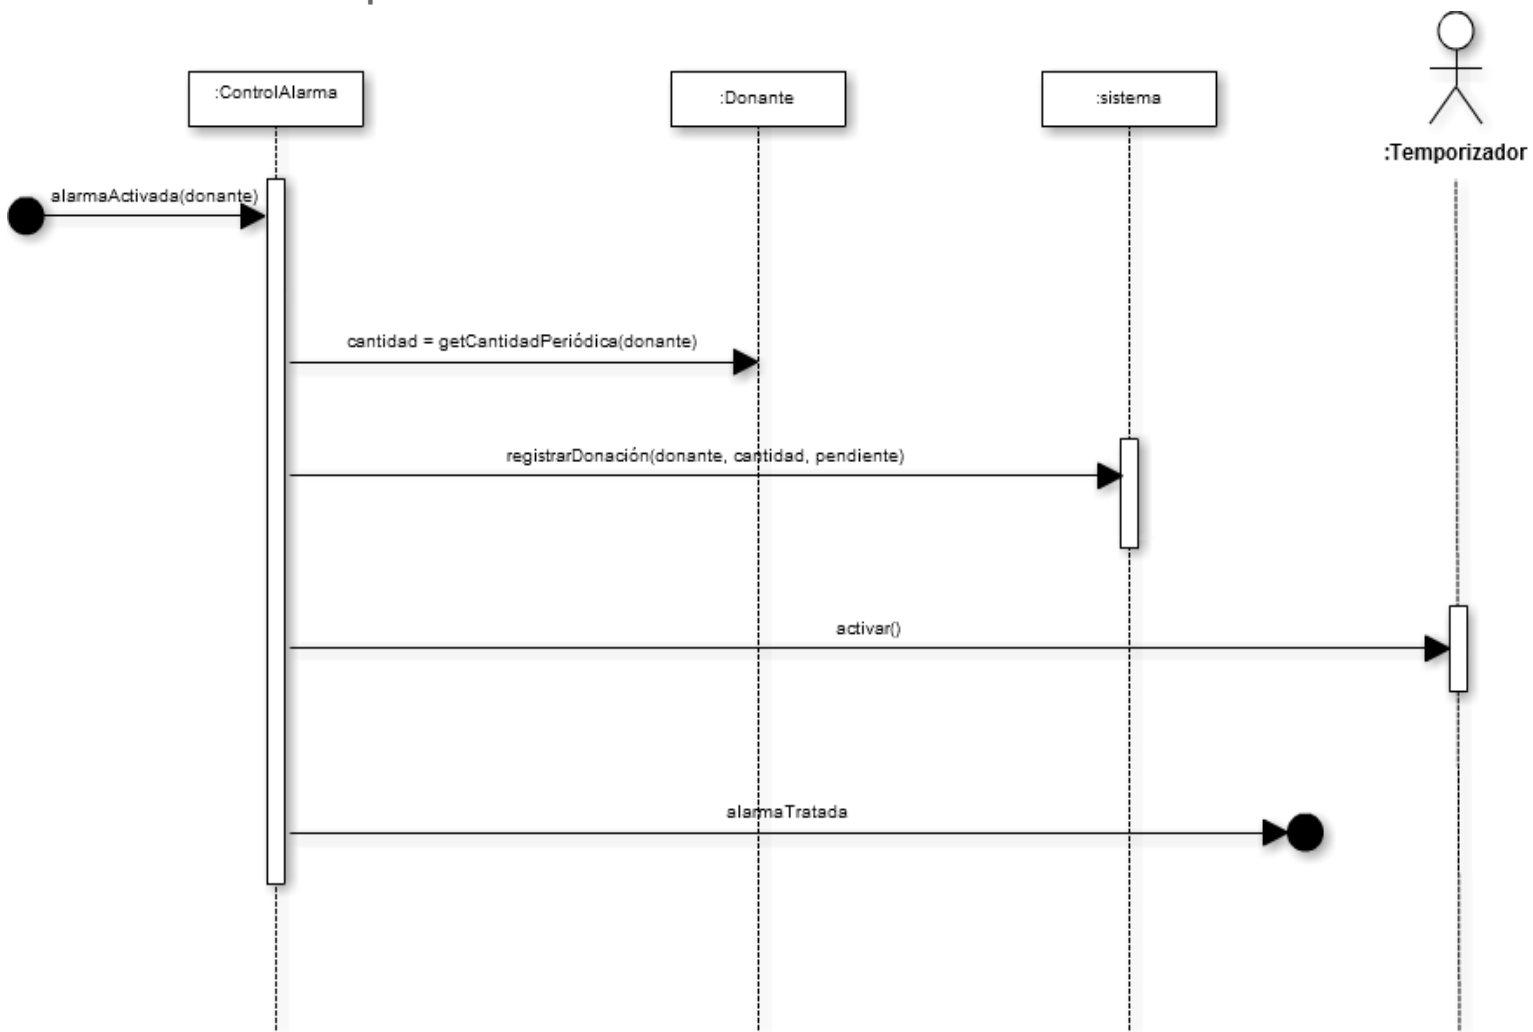 :ControlAlarma
:Donante
:sistema
:Temporizador
alarmaActivada(donante)
cantidad = getCantidadPeriódica(donante)
registrarDonación(donante, cantidad, pendiente)
activar()
alarmaTratada